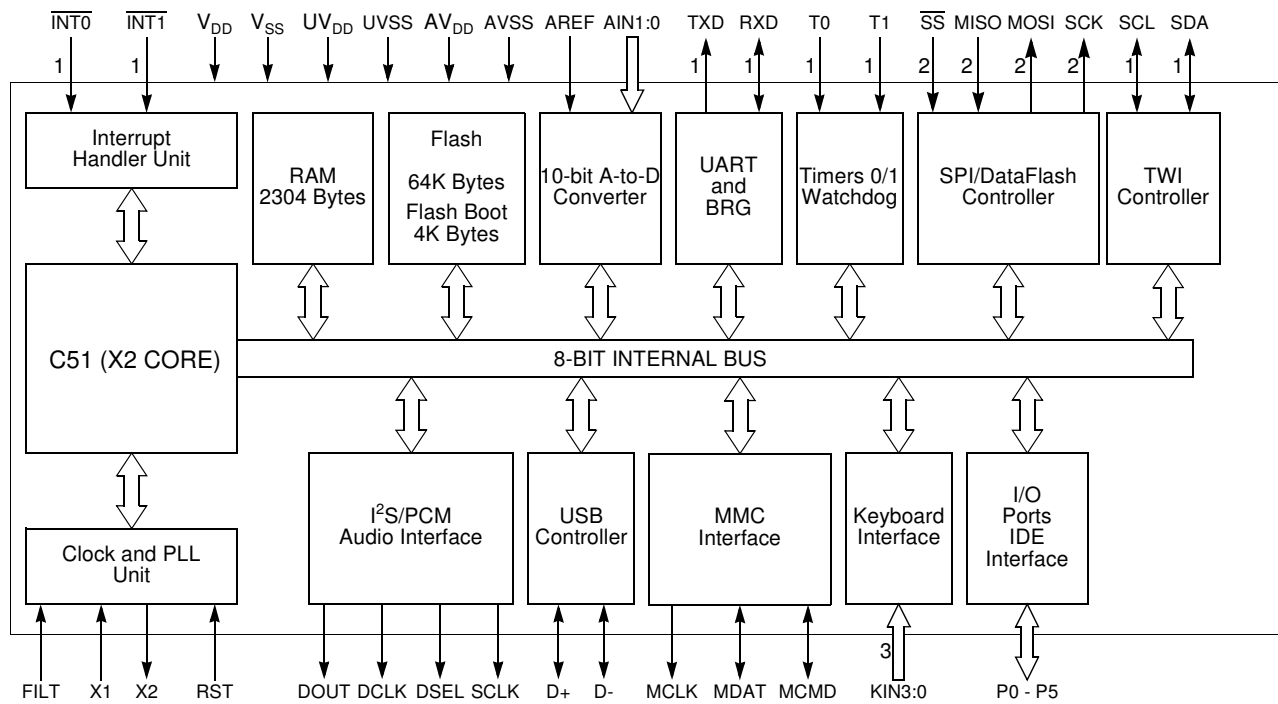 INT0 INT1 VDD VSS UVDD UVSS AVDD AVSS AREF AIN1:0 TXD RXD T0 T1 SS MISO MOSI SCK SCL SDA
1 1 1 1 1 1 2 2 2 2 1 1
Interrupt
Handler Unit
RAM
2304 Bytes
Flash
64K Bytes
Flash Boot
4K Bytes
10-bit A-to-D
Converter
UART
and
BRG
Timers 0/1
Watchdog
SPI/DataFlash
Controller
TWI
Controller
C51 (X2 CORE)
8-BIT INTERNAL BUS
Clock and PLL
Unit
I2S/PCM
Audio Interface
USB
Controller
MMC
Interface
Keyboard
Interface
I/O
Ports
IDE
Interface
3
FILT X1 X2 RST DOUT DCLK DSEL SCLK D+ D- MCLK MDAT MCMD KIN3:0 P0 - P5